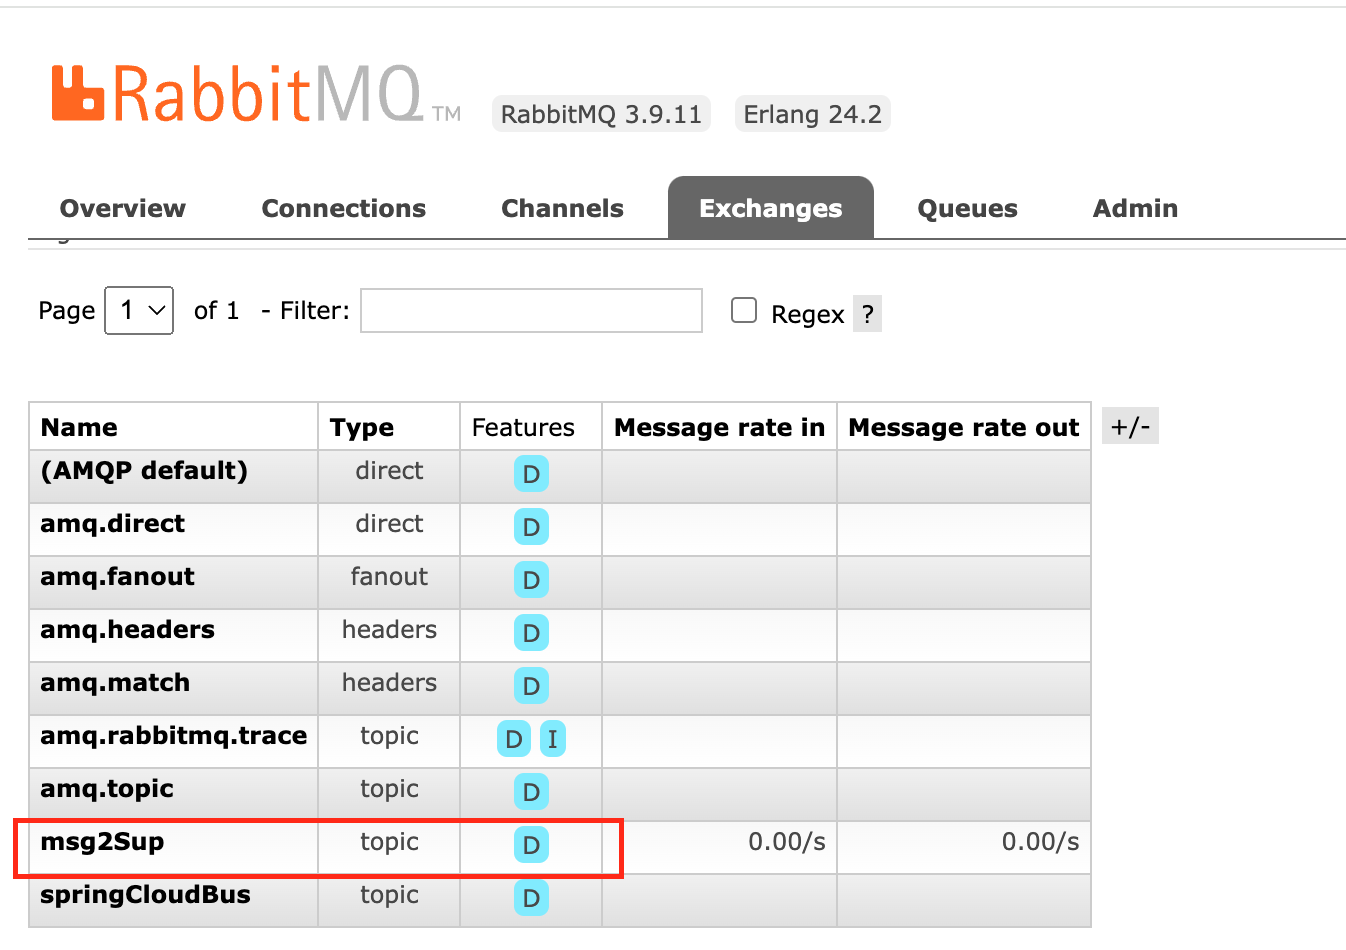 RabbitMQ TM RabbitMQ 3.9.11 Erlang 24.2
Overview Connections Channels Exchanges Queues Admin
Page 1 of 1 - Filter: Regex ?
Name Type Features Message rate in Message rate out +/-
(AMQP default) direct D
amq.direct direct D
amq.fanout fanout D
amq.headers headers D
amq.match headers D
amq.rabbitmq.trace topic D I
amq.topic topic D
msg2Sup topic D 0.00/s 0.00/s
springCloudBus topic D